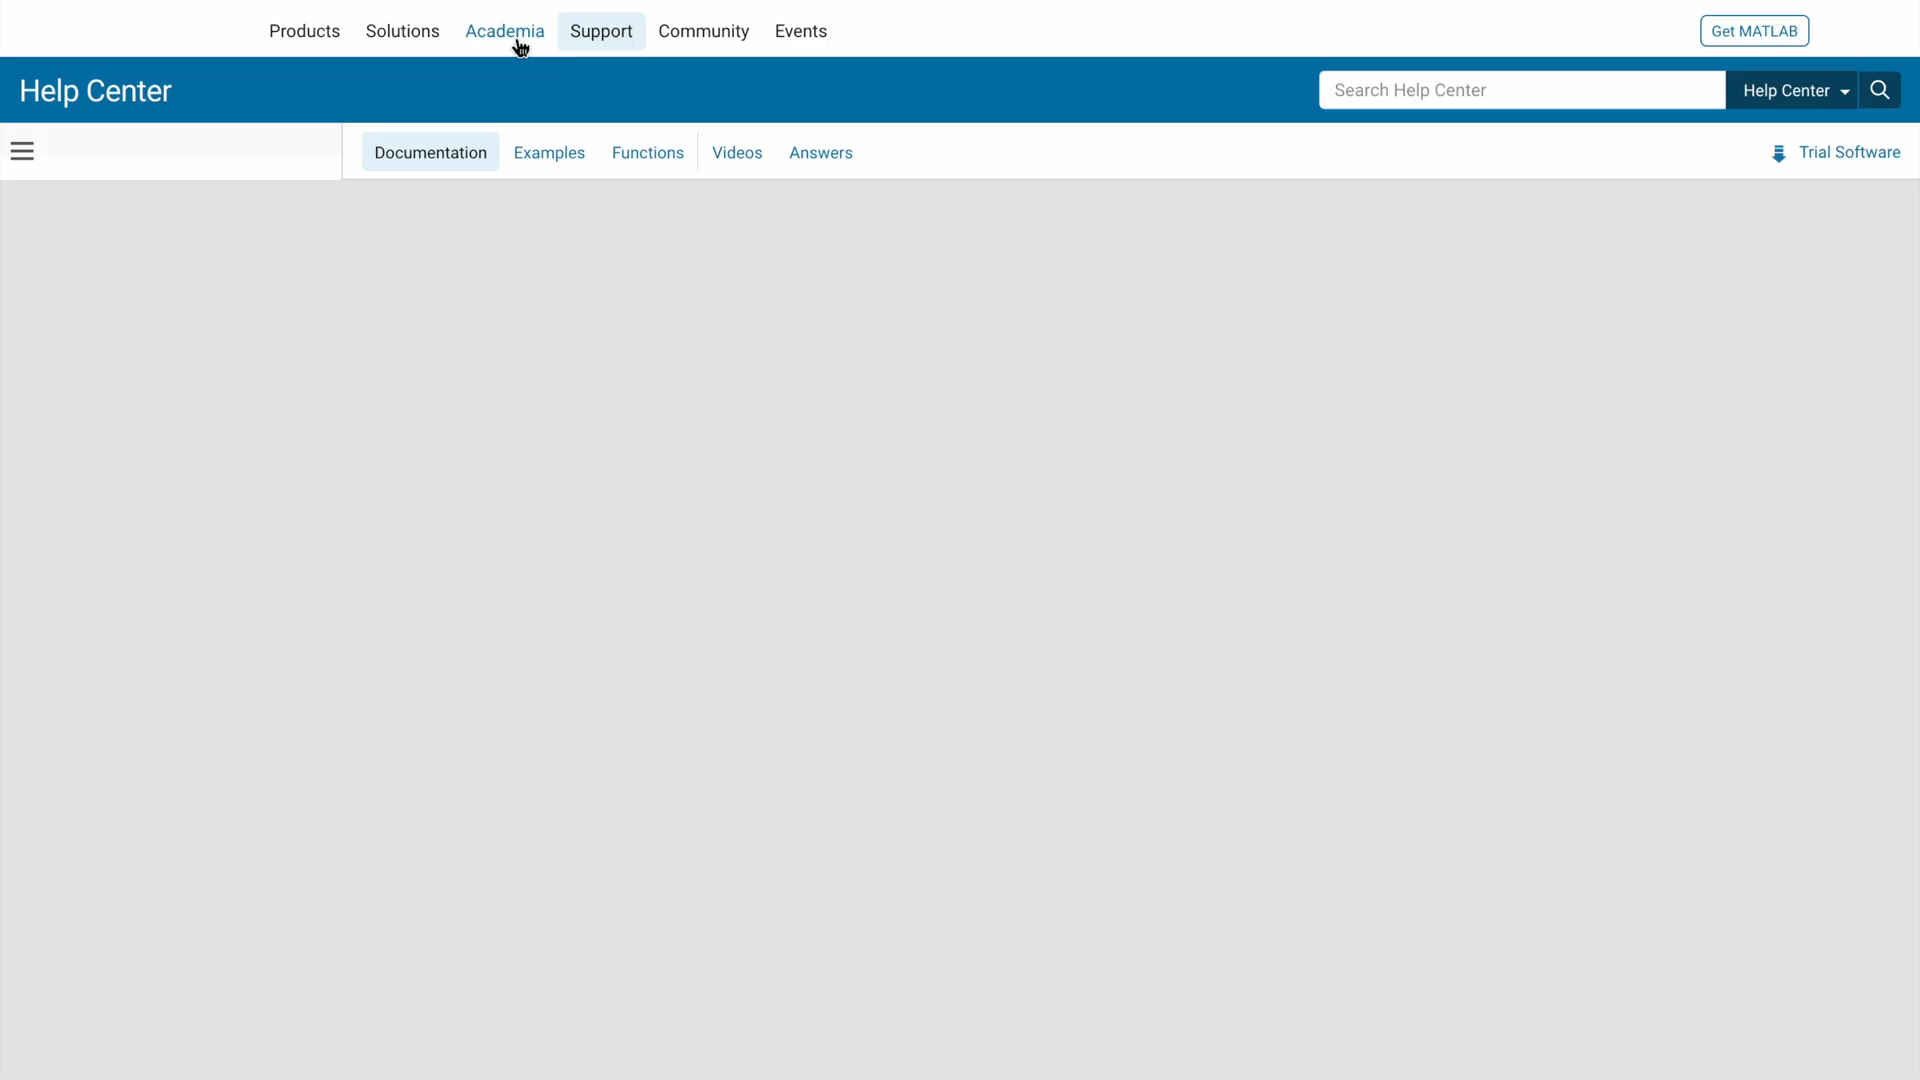 Products Solutions Academia Support Community Events Get MATLAB
Help Center Search Help Center Help Center
Documentation Examples Functions Videos Answers Trial Software